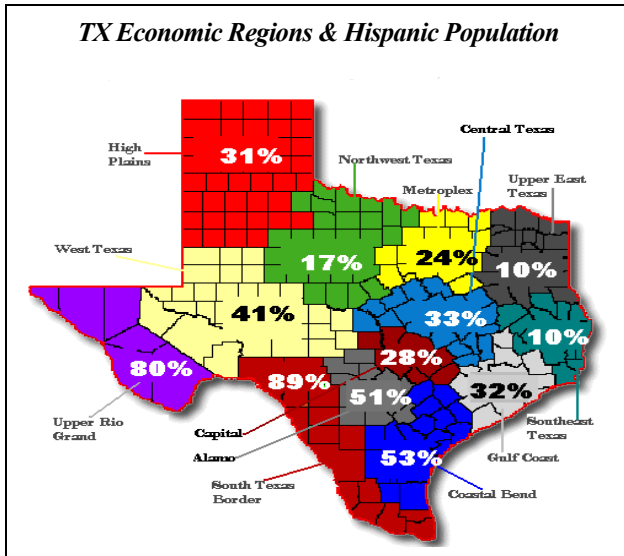 TX Economic Regions & Hispanic Population
Central Texas
High
Plains
31%
Northwest Texas
Metroplex
Upper East
Texas
West Texas
17%
24%
10%
41%
33%
10%
80%
89%
28%
51%
32%
Upper Rio
Grand
Capital
Southeast
Texas
Alamo
53%
Gulf Coast
South Texas
Border
Coastal Bend